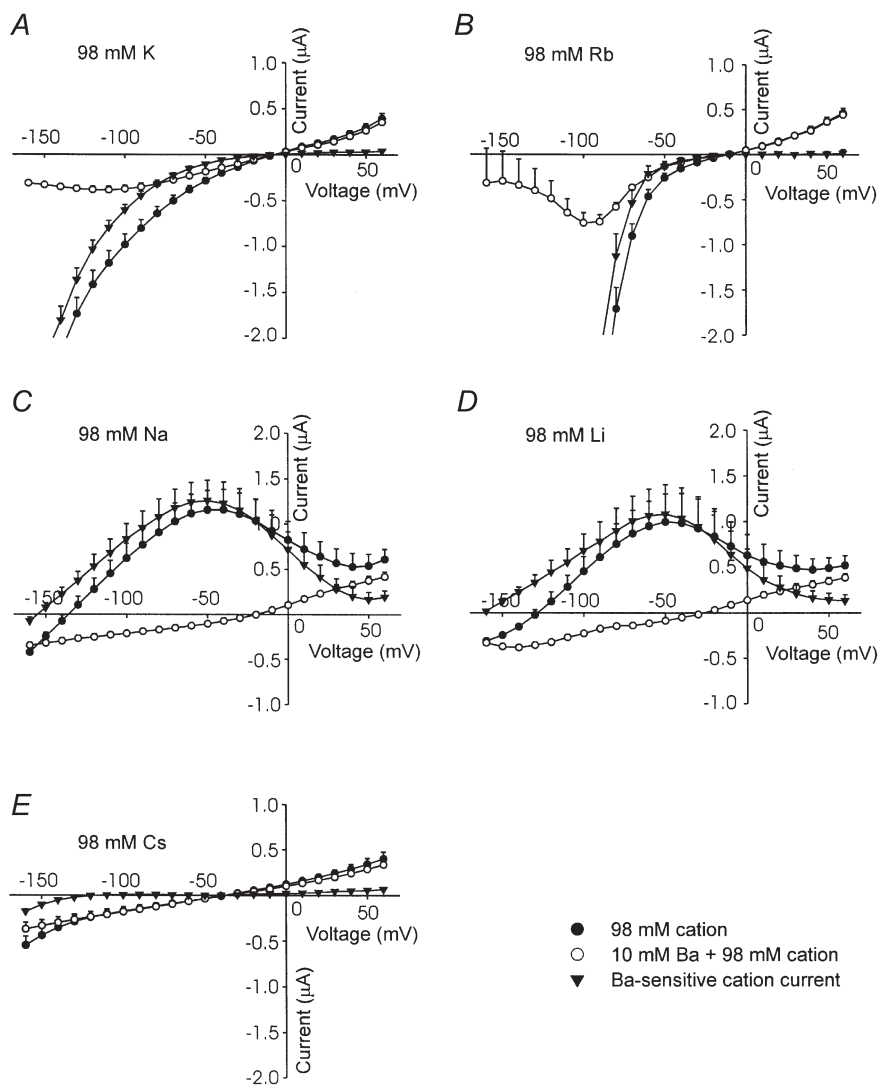 A
98 mM K
Current (μA)
1.0
0.5
-150 -100 -50
0 50
Voltage (mV)
-0.5
-1.0
-1.5
-2.0
B
98 mM Rb
Current (μA)
1.0
0.5
-150 -100 -50
0 50
Voltage (mV)
-0.5
-1.0
-1.5
-2.0
C
98 mM Na
Current (μA)
2.0
1.5
1.0
0.5
-150 -100 -50 0 50
Voltage (mV)
-0.5
-1.0
D
98 mM Li
Current (μA)
2.0
1.5
1.0
0.5
-150 -100 -50 0 50
Voltage (mV)
-0.5
-1.0
E
98 mM Cs
1.0
0.5
-150 -100 -50
0 50
Voltage (mV)
-0.5
-1.0
-1.5
-2.0
Current (μA)
98 mM cation
10 mM Ba + 98 mM cation
Ba-sensitive cation current